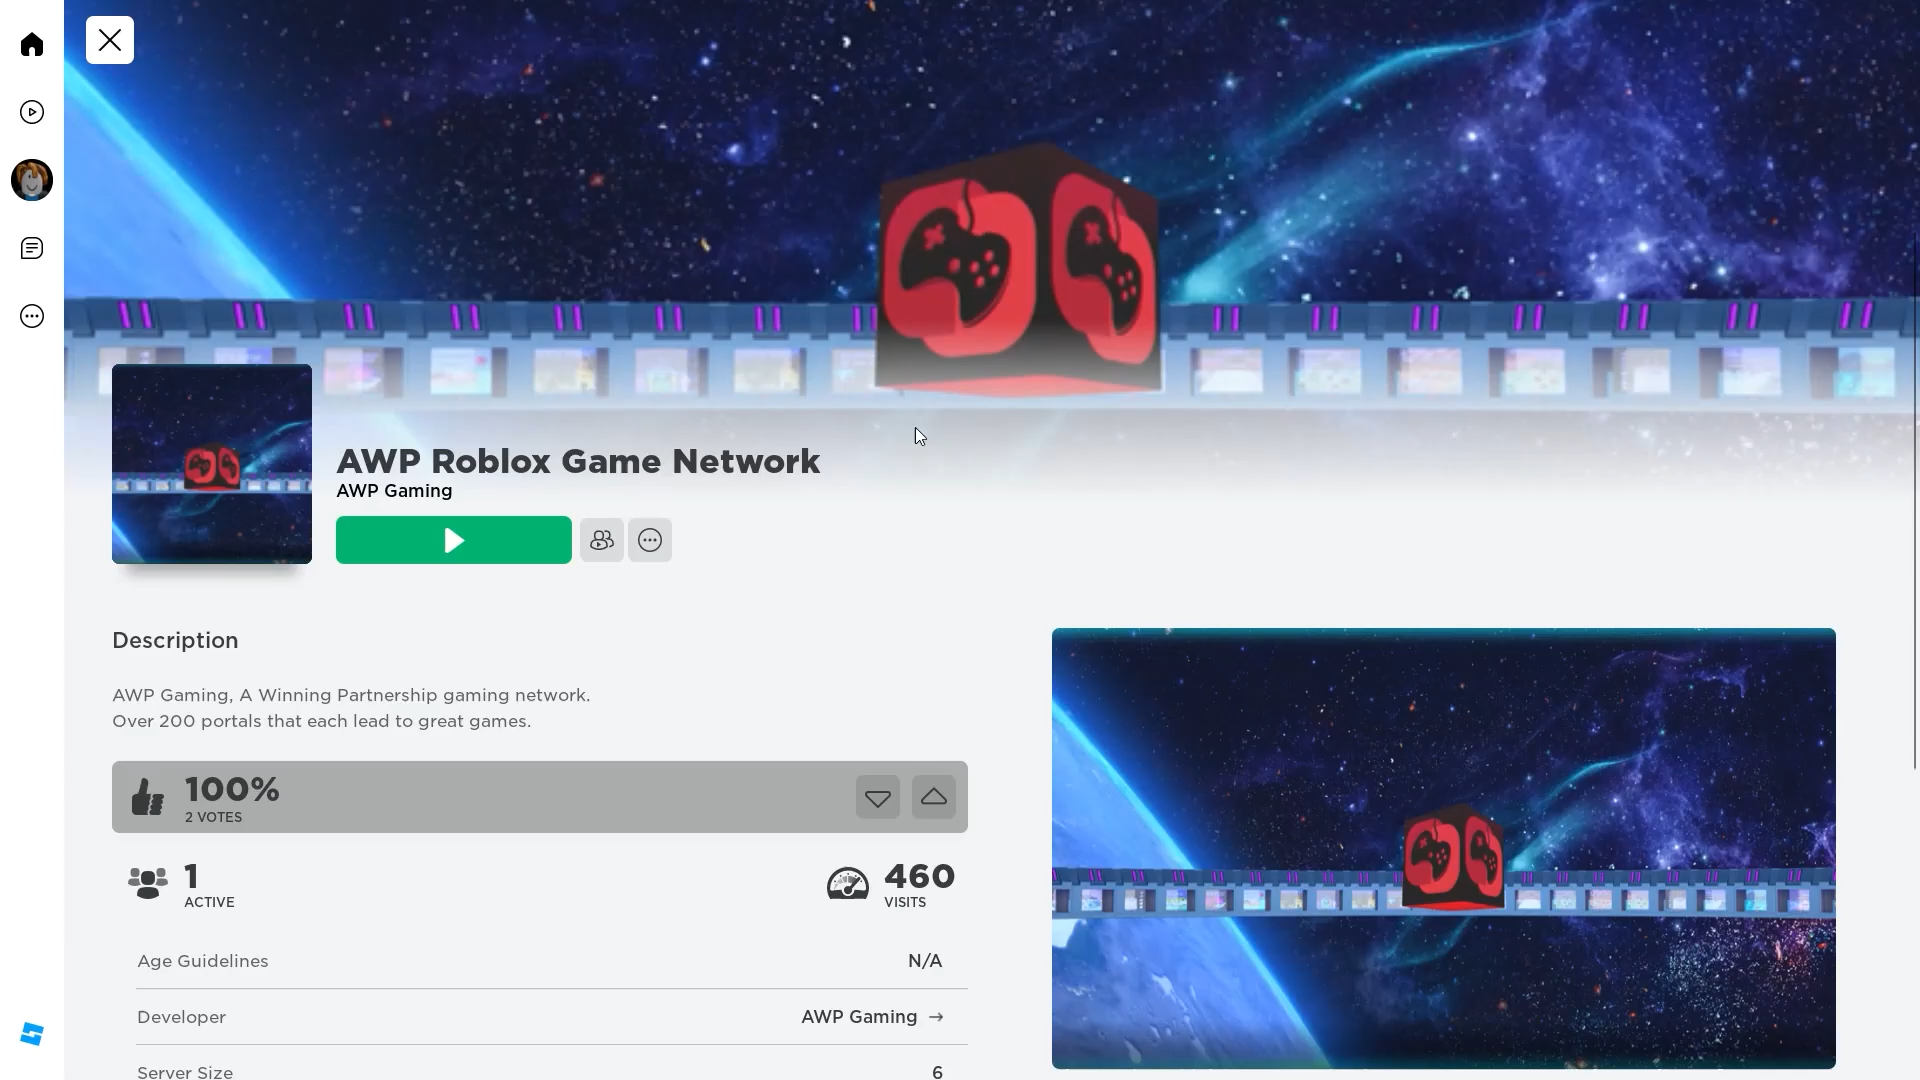 AWP Roblox Game Network
AWP Gaming
Description
AWP Gaming, A Winning Partnership gaming network.
Over 200 portals that each lead to great games.
100%
2 VOTES
1
ACTIVE
460
VISITS
Age Guidelines
N/A
Developer
AWP Gaming →
Server Size
6